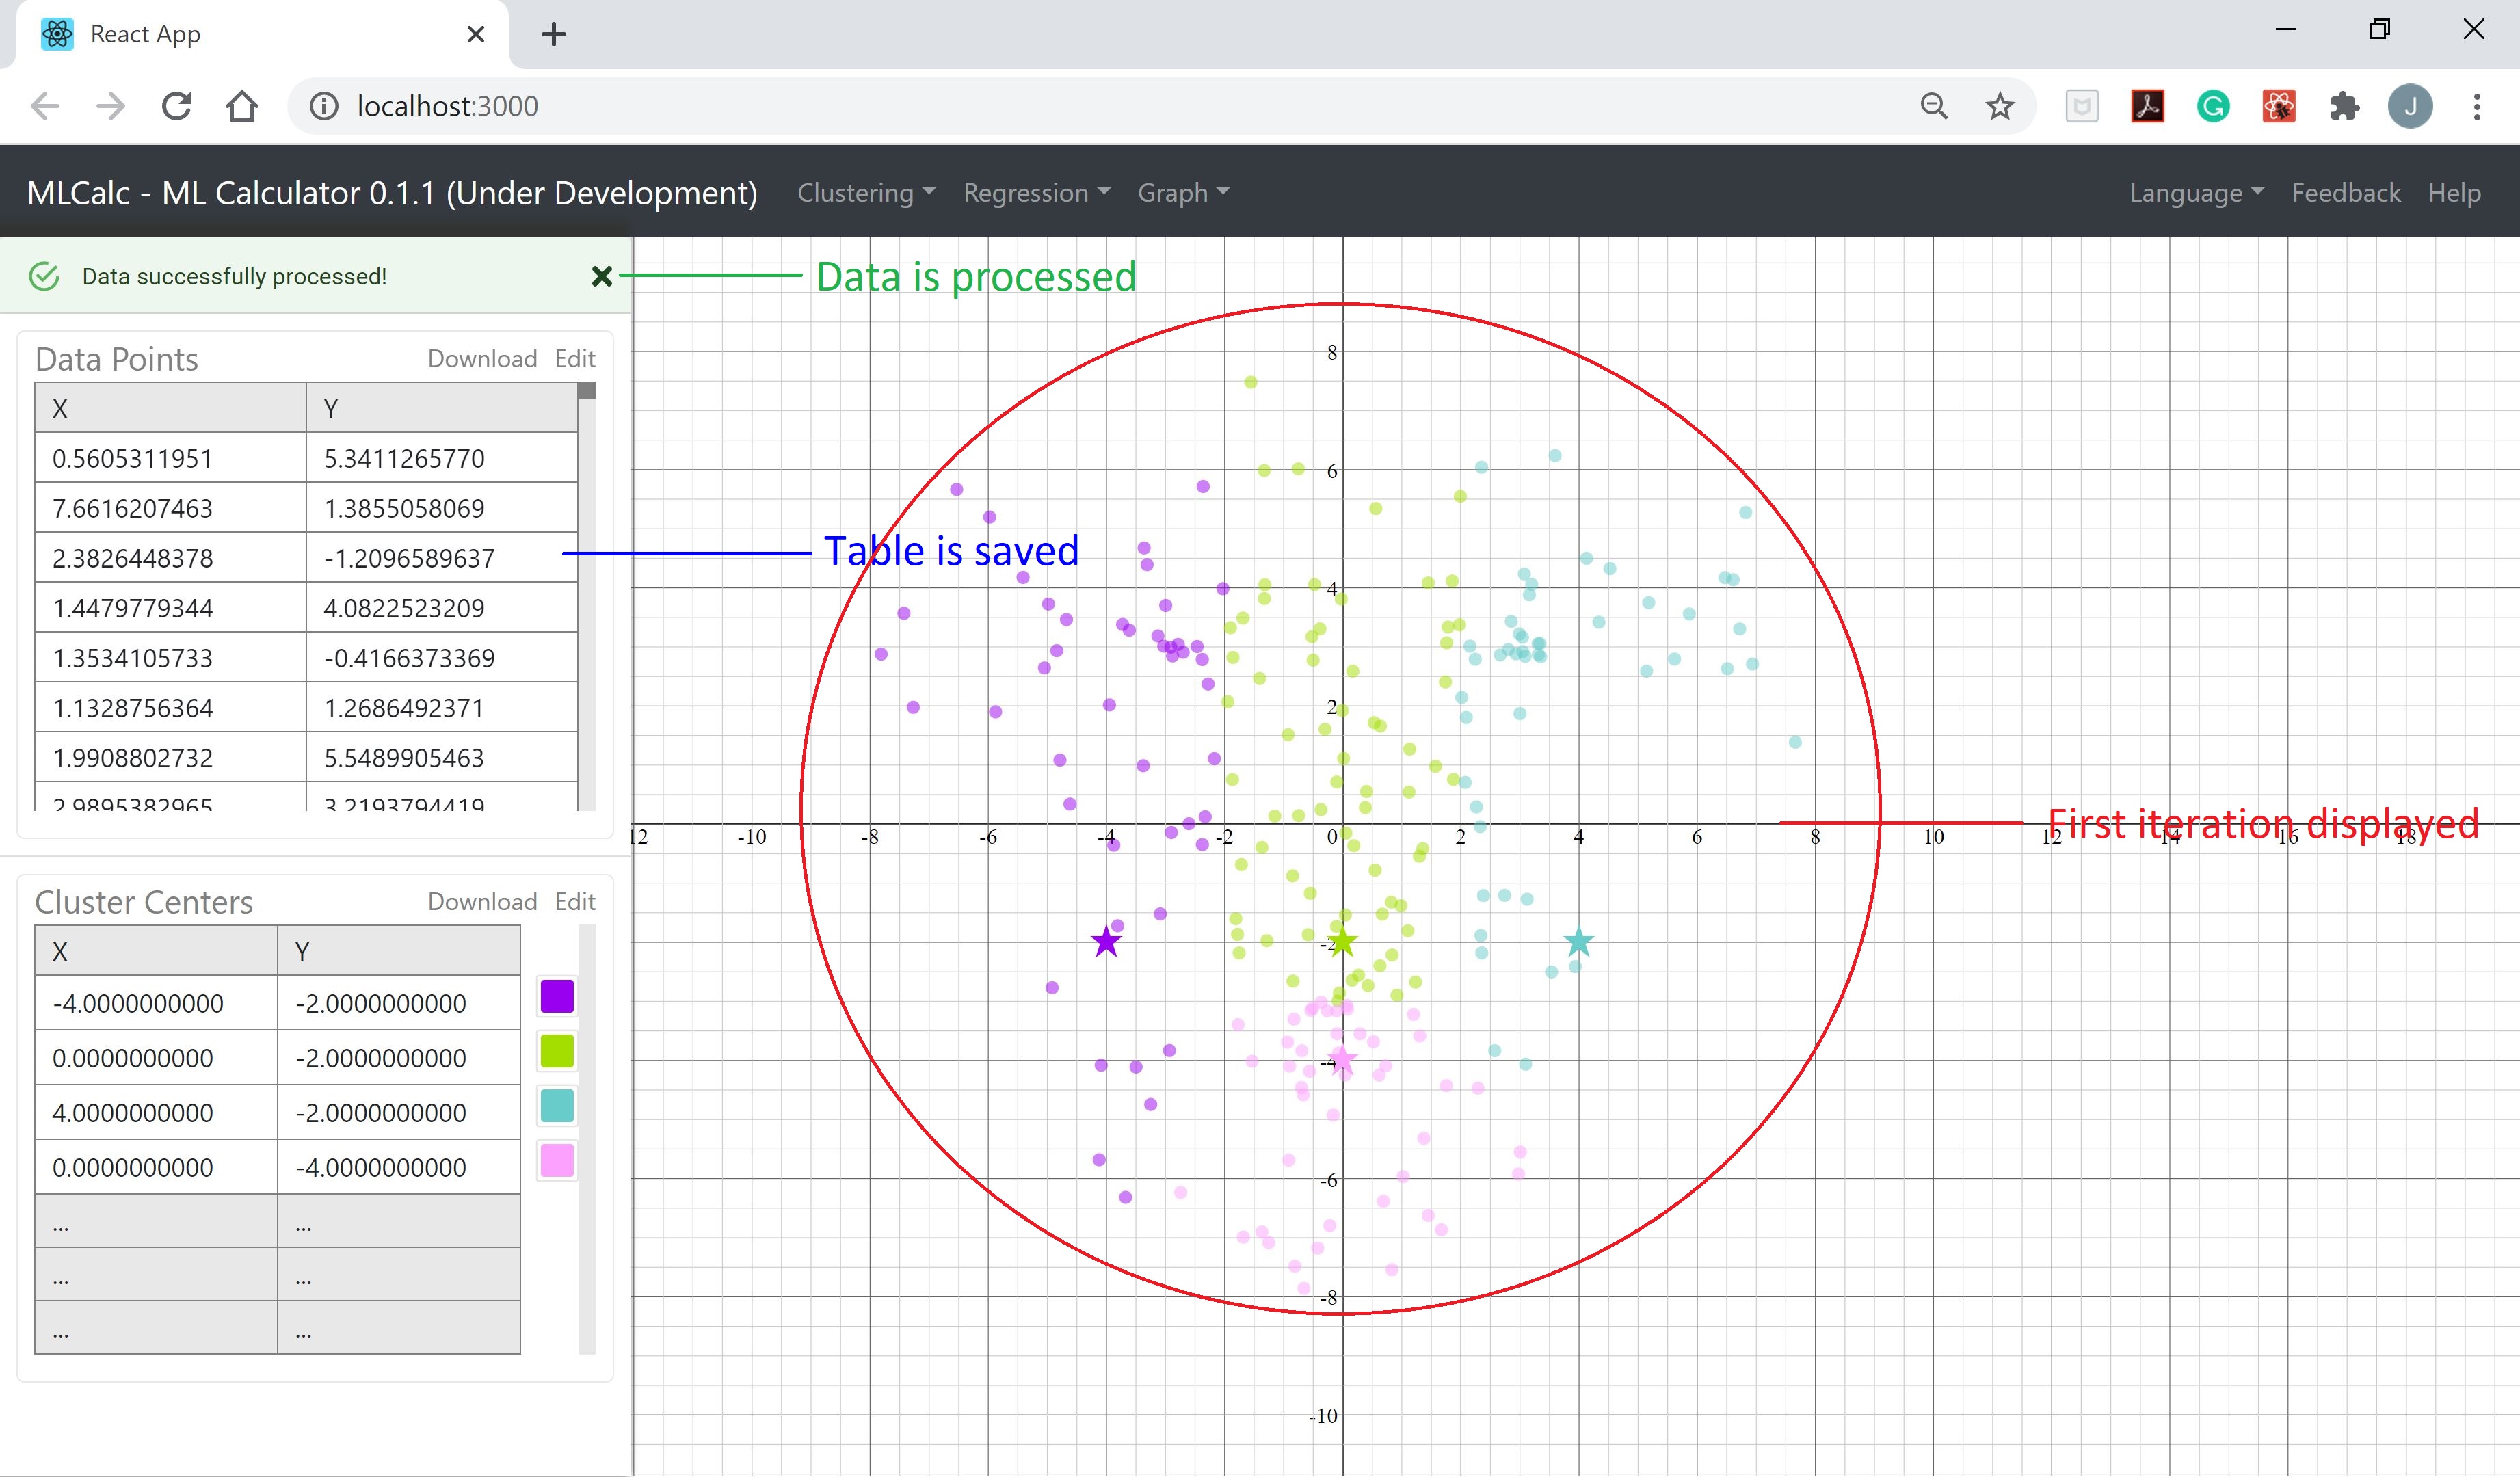 React App
localhost:3000
J
MLCalc - ML Calculator 0.1.1 (Under Development) Clustering Regression Graph Language Feedback Help
Data successfully processed!
Data is processed
Data Points Download Edit
X Y
0.5605311951 5.3411265770
7.6616207463 1.3855058069
2.3826448378 -1.2096589637
Table is saved
1.4479779344 4.0822523209
1.3534105733 -0.4166373369
1.1328756364 1.2686492371
1.9908802732 5.5489905463
2.9895382965 3.2193794419
Cluster Centers Download Edit
X Y
-4.0000000000 -2.0000000000
0.0000000000 -2.0000000000
4.0000000000 -2.0000000000
0.0000000000 -4.0000000000
... ...
... ...
... ...
8
6
4
2
First iteration displayed
12 -10 -8 -6 -4 -2 0 2 4 6 8 10 12 14 16 18
-2
-4
-6
-8
-10